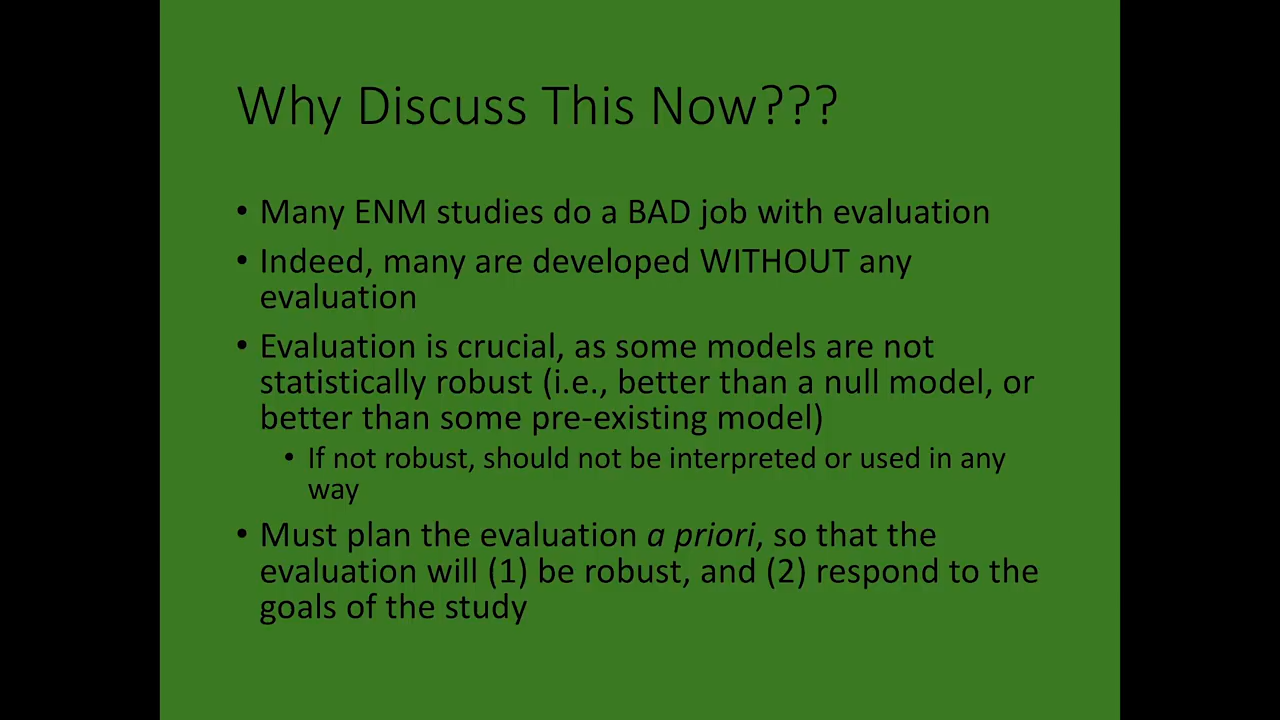 Why Discuss This Now???
• Many ENM studies do a BAD job with evaluation
• Indeed, many are developed WITHOUT any
evaluation
• Evaluation is crucial, as some models are not
statistically robust (i.e., better than a null model, or
better than some pre-existing model)
• If not robust, should not be interpreted or used in any
way
• Must plan the evaluation a priori, so that the
evaluation will (1) be robust, and (2) respond to the
goals of the study